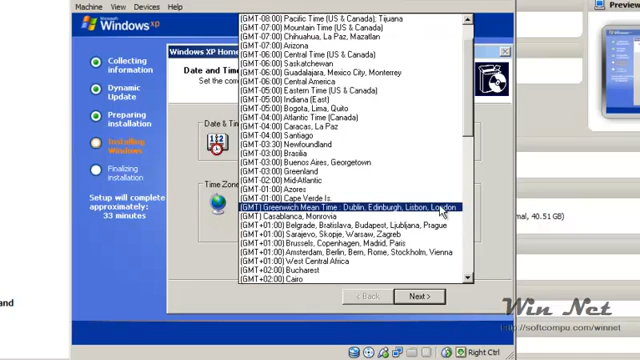 Machine View Devices Help
Preview
Microsoft
Windows xp
Collecting
information
Dynamic
Update
Preparing
installation
Installing
Windows
Finalizing
installation
Setup will complete
approximately:
33 minutes
Windows XP Home
Date and Time
Set the
Date & Time
Time Zone
(GMT-08:00) Pacific Time (US & Canada); Tijuana
(GMT-07:00) Mountain Time (US & Canada)
(GMT-07:00) Chihuahua, La Paz, Mazatlan
(GMT-07:00) Arizona
(GMT-06:00) Central Time (US & Canada)
(GMT-06:00) Saskatchewan
(GMT-06:00) Guadalajara, Mexico City, Monterrey
(GMT-06:00) Central America
(GMT-05:00) Eastern Time (US & Canada)
(GMT-05:00) Indiana (East)
(GMT-05:00) Bogota, Lima, Quito
(GMT-04:00) Atlantic Time (Canada)
(GMT-04:00) Caracas, La Paz
(GMT-04:00) Santiago
(GMT-03:30) Newfoundland
(GMT-03:00) Brasilia
(GMT-03:00) Buenos Aires, Georgetown
(GMT-03:00) Greenland
(GMT-02:00) Mid-Atlantic
(GMT-01:00) Azores
(GMT-01:00) Cape Verde Is.
(GMT) Greenwich Mean Time : Dublin, Edinburgh, Lisbon, London
(GMT) Casablanca, Monrovia
(GMT+01:00) Belgrade, Bratislava, Budapest, Ljubljana, Prague
(GMT+01:00) Sarajevo, Skopje, Warsaw, Zagreb
(GMT+01:00) Brussels, Copenhagen, Madrid, Paris
(GMT+01:00) Amsterdam, Berlin, Bern, Rome, Stockholm, Vienna
(GMT+01:00) West Central Africa
(GMT+02:00) Bucharest
(GMT+02:00) Cairo
< Back Next >
rmal, 40.51 GB)
and
Win Net
http://softcompu.com/winnet
Right Ctrl